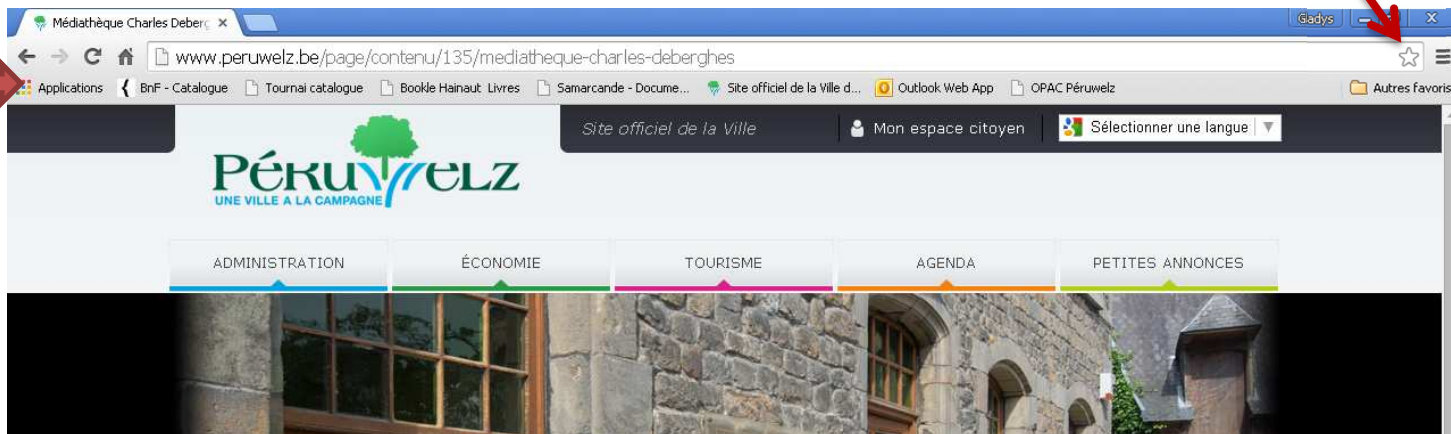 Médiathèque Charles Deberg
Gadys
www.peruwelz.be/page/contenu/135/mediatheque-charles-deberghes
Applications BnF - Catalogue Tournai catalogue Bookle Hainaut Livres Samarcande - Docume... Site officiel de la Ville d... Outlook Web App OPAC Péruwelz Autres favoris
Site officiel de la Ville Mon espace citoyen Sélectionner une langue
PÉRUWELZ
UNE VILLE A LA CAMPAGNE
ADMINISTRATION ÉCONOMIE TOURISME AGENDA PETITES ANNONCES